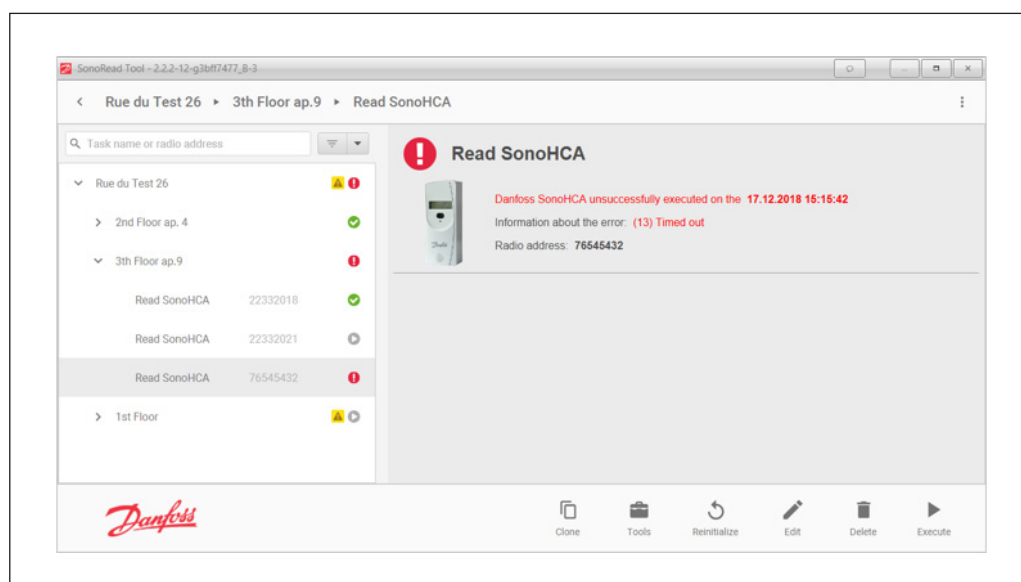 SonoRead Tool - 2.2.2-12-g3bff7477_B-3
Rue du Test 26 ▸ 3th Floor ap.9 ▸ Read SonoHCA
Task name or radio address
Rue du Test 26
2nd Floor ap. 4
3th Floor ap.9
Read SonoHCA 22332018
Read SonoHCA 22332021
Read SonoHCA 76545432
1st Floor
Read SonoHCA
Danfoss SonoHCA unsuccessfully executed on the 17.12.2018 15:15:42
Information about the error: (13) Timed out
Radio address: 76545432
Danfoss
Danfoss
Clone Tools Reinitialize Edit Delete Execute